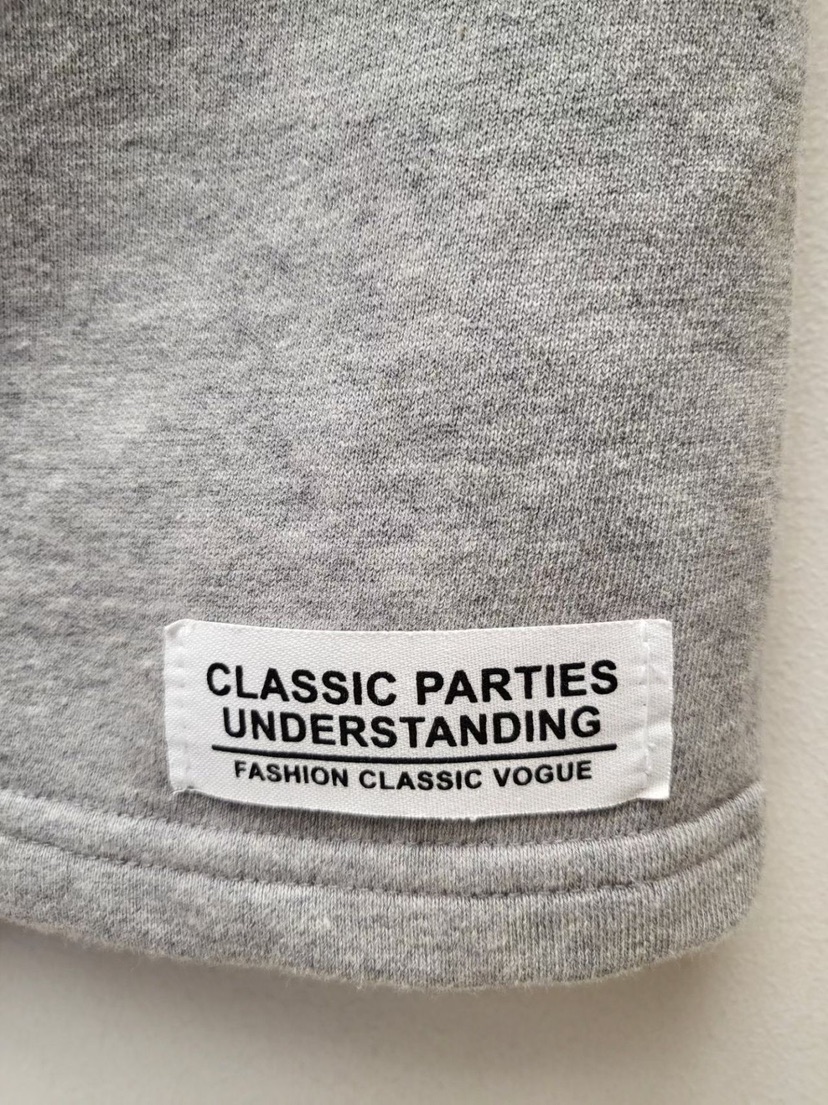 CLASSIC PARTIES
UNDERSTANDING
FASHION CLASSIC VOGUE